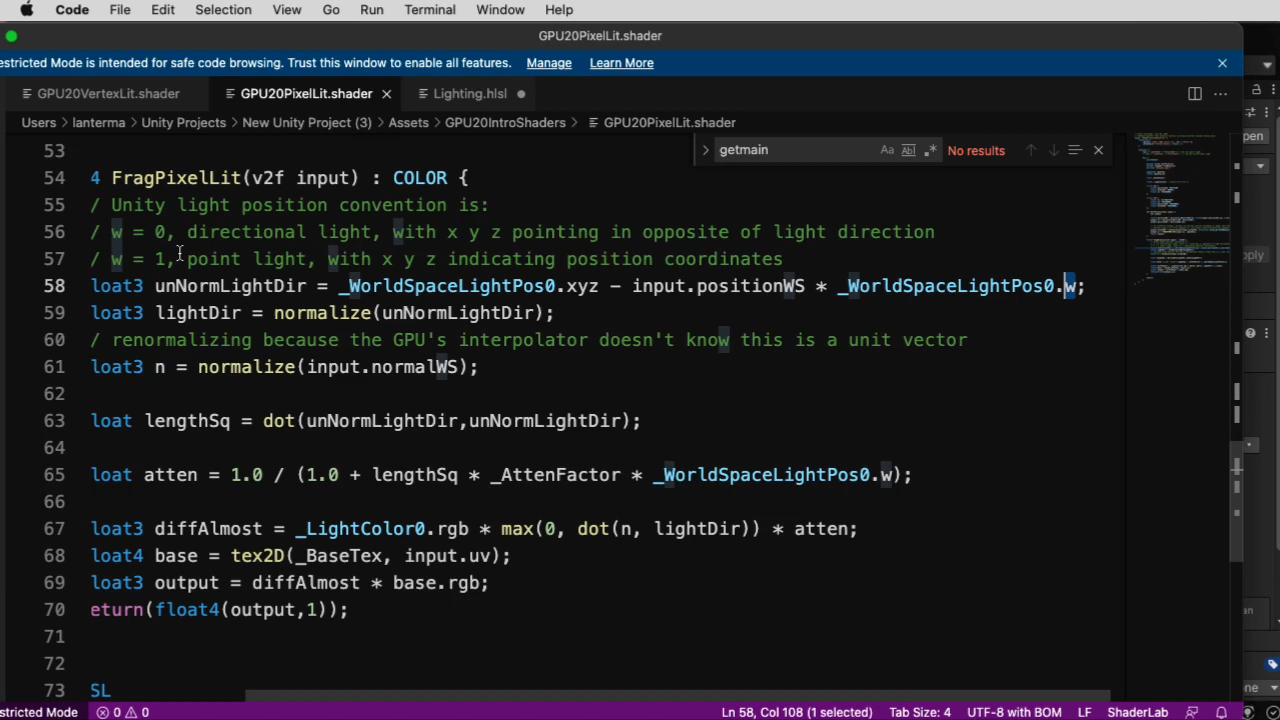 Code File Edit Selection View Go Run Terminal Window Help
GPU20PixelLit.shader
estricted Mode is intended for safe code browsing. Trust this window to enable all features. Manage Learn More
GPU20VertexLit.shader GPU20PixelLit.shader Lighting.hlsl
Users > lanterma > Unity Projects > New Unity Project (3) > Assets > GPU20IntroShaders > GPU20PixelLit.shader
getmain Aa Abl .* No results
53
54 4 FragPixelLit(v2f input) : COLOR {
55 / Unity light position convention is:
56 / w = 0, directional light, with x y z pointing in opposite of light direction
57 / w = 1, point light, with x y z indicating position coordinates
58 loat3 unNormLightDir = _WorldSpaceLightPos0.xyz - input.positionWS * _WorldSpaceLightPos0.w;
59 loat3 lightDir = normalize(unNormLightDir);
60 / renormalizing because the GPU's interpolator doesn't know this is a unit vector
61 loat3 n = normalize(input.normalWS);
62
63 loat lengthSq = dot(unNormLightDir,unNormLightDir);
64
65 loat atten = 1.0 / (1.0 + lengthSq * _AttenFactor * _WorldSpaceLightPos0.w);
66
67 loat3 diffAlmost = _LightColor0.rgb * max(0, dot(n, lightDir)) * atten;
68 loat4 base = tex2D(_BaseTex, input.uv);
69 loat3 output = diffAlmost * base.rgb;
70 eturn(float4(output,1));
71
72
73 SL
stricted Mode 0 0 Ln 58, Col 108 (1 selected) Tab Size: 4 UTF-8 with BOM LF ShaderLab
pen
pply
an
ne